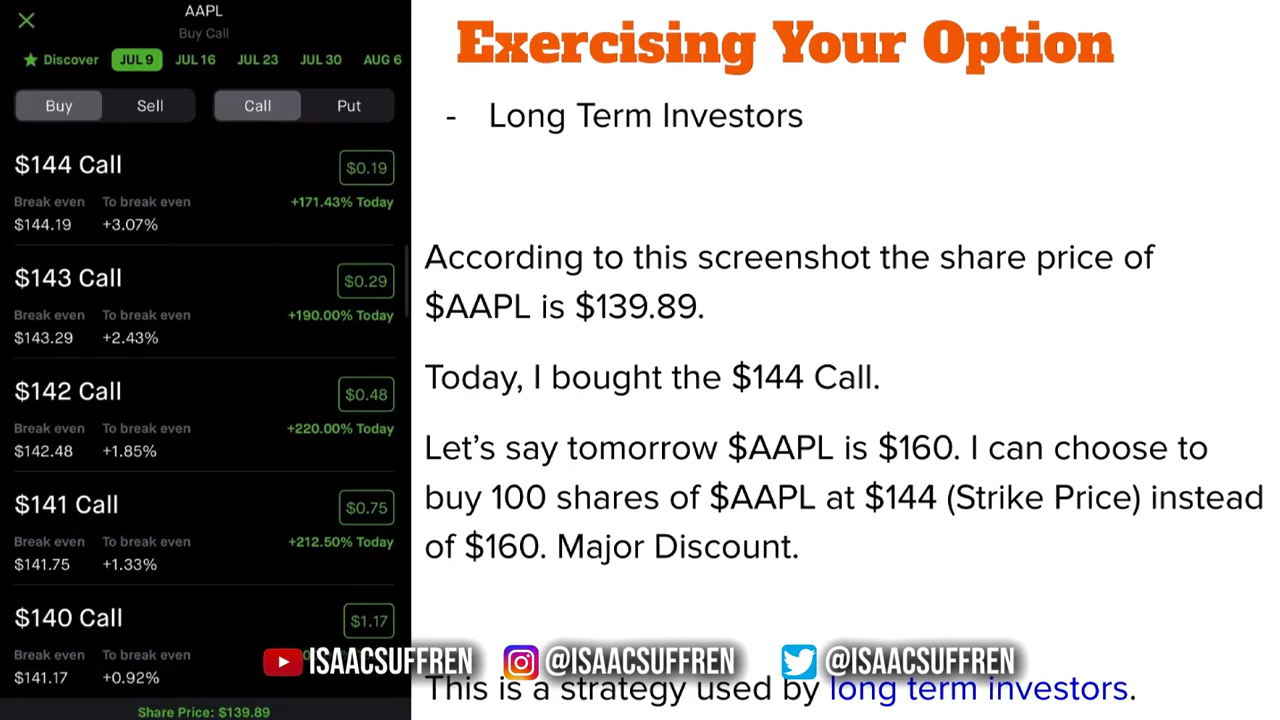 AAPL
Buy Call
Discover JUL 9 JUL 16 JUL 23 JUL 30 AUG 6
Buy Sell Call Put
$144 Call $0.19
Break even To break even +171.43% Today
$144.19 +3.07%
$143 Call $0.29
Break even To break even +190.00% Today
$143.29 +2.43%
$142 Call $0.48
Break even To break even +220.00% Today
$142.48 +1.85%
$141 Call $0.75
Break even To break even +212.50% Today
$141.75 +1.33%
$140 Call $1.17
Break even To break even
$141.17 +0.92%
Share Price: $139.89
Exercising Your Option
- Long Term Investors
According to this screenshot the share price of
$AAPL is $139.89.
Today, I bought the $144 Call.
Let’s say tomorrow $AAPL is $160. I can choose to
buy 100 shares of $AAPL at $144 (Strike Price) instead
of $160. Major Discount.
ISAACSUFFREN @ISAACSUFFREN @ISAACSUFFREN
This is a strategy used by long term investors.